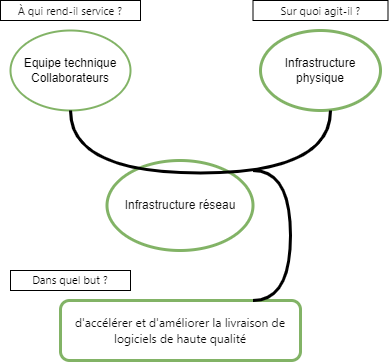 À qui rend-il service ?
Sur quoi agit-il ?
Equipe technique
Collaborateurs
Infrastructure
physique
Infrastructure réseau
Dans quel but ?
d'accélérer et d'améliorer la livraison de
logiciels de haute qualité